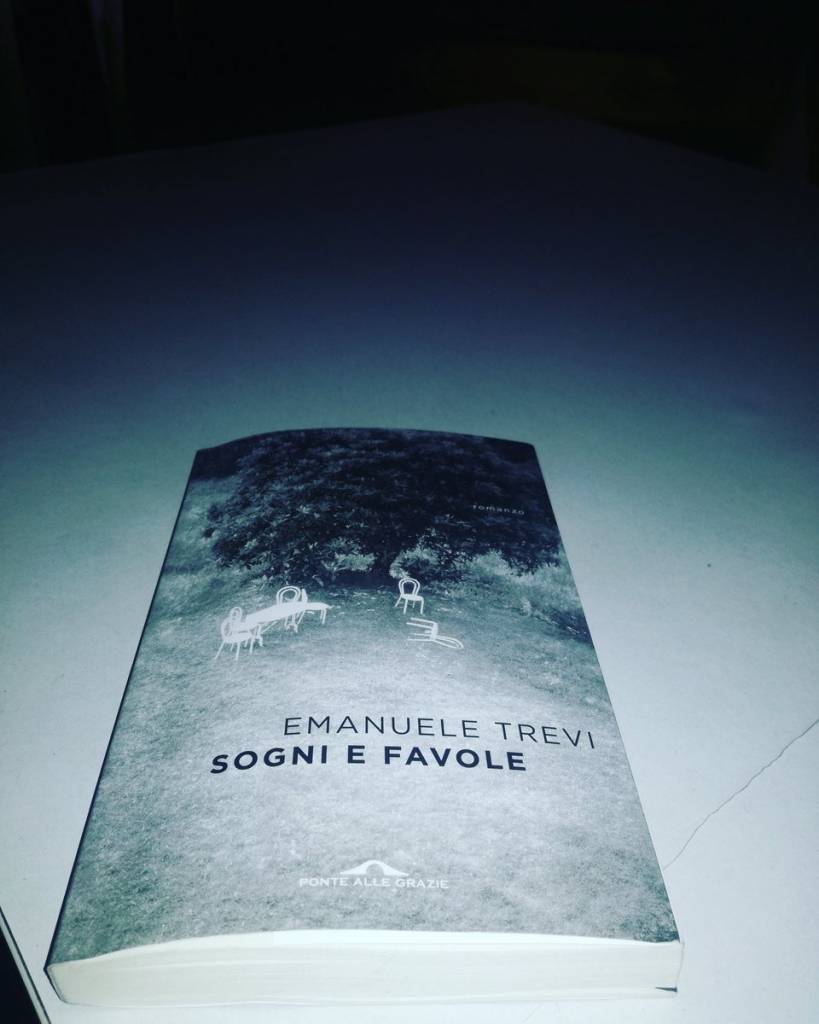 romanzo
EMANUELE TREVI
SOGNI E FAVOLE
PONTE ALLE GRAZIE